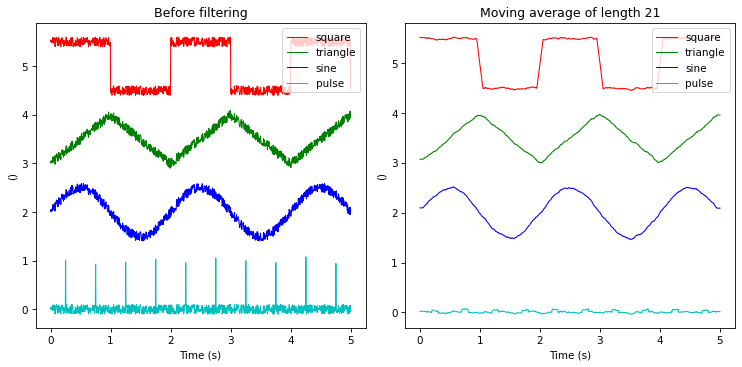 Before filtering
square
triangle
sine
pulse
5
4
3
2
1
0
()
0 1 2 3 4 5
Time (s)
Moving average of length 21
square
triangle
sine
pulse
5
4
3
2
1
0
()
0 1 2 3 4 5
Time (s)